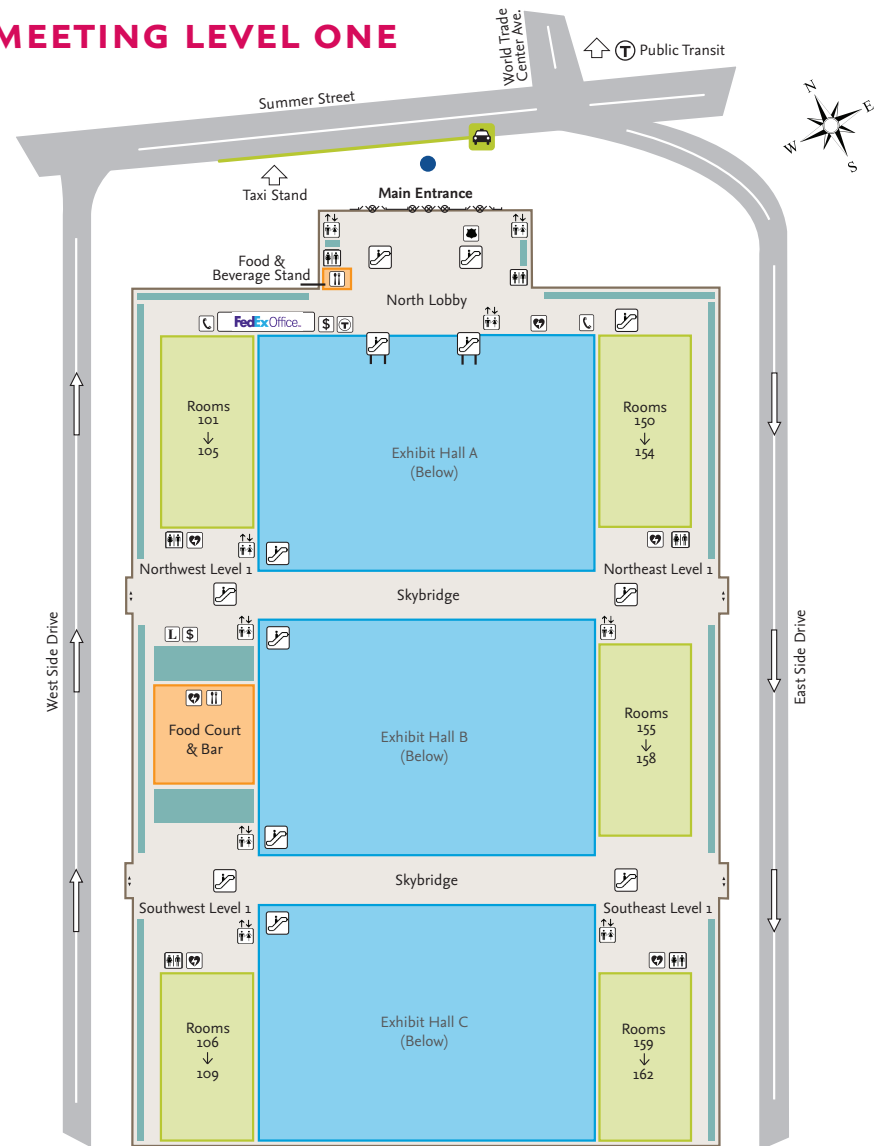 MEETING LEVEL ONE
World Trade
Center Ave.
T Public Transit
Summer Street
N
E
W
S
Taxi Stand
Main Entrance
Food &
Beverage Stand
North Lobby
FedEx Office.
$
T
Rooms
101
105
Exhibit Hall A
(Below)
Rooms
150
154
Northwest Level 1
Northeast Level 1
Skybridge
L $
West Side Drive
East Side Drive
Food Court
& Bar
Exhibit Hall B
(Below)
Rooms
155
158
Skybridge
Southwest Level 1
Southeast Level 1
Rooms
106
109
Exhibit Hall C
(Below)
Rooms
159
162